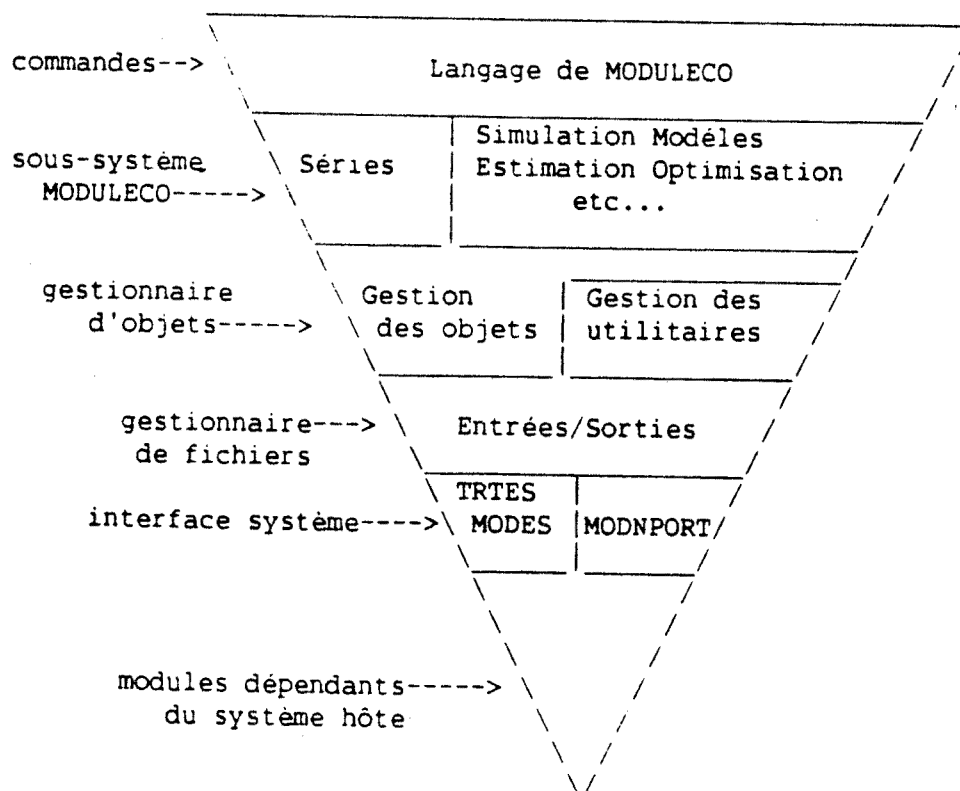 commandes--> Langage de MODULECO
Simulation Modéles
sous-système Séries Estimation Optimisation
MODULECO-----> etc...
gestionnaire Gestion Gestion des
d'objets-----> des objets utilitaires
gestionnaire---> Entrées/Sorties
de fichiers
TRTES
interface système----> MODES MODNPORT
modules dépendants----->
du système hôte